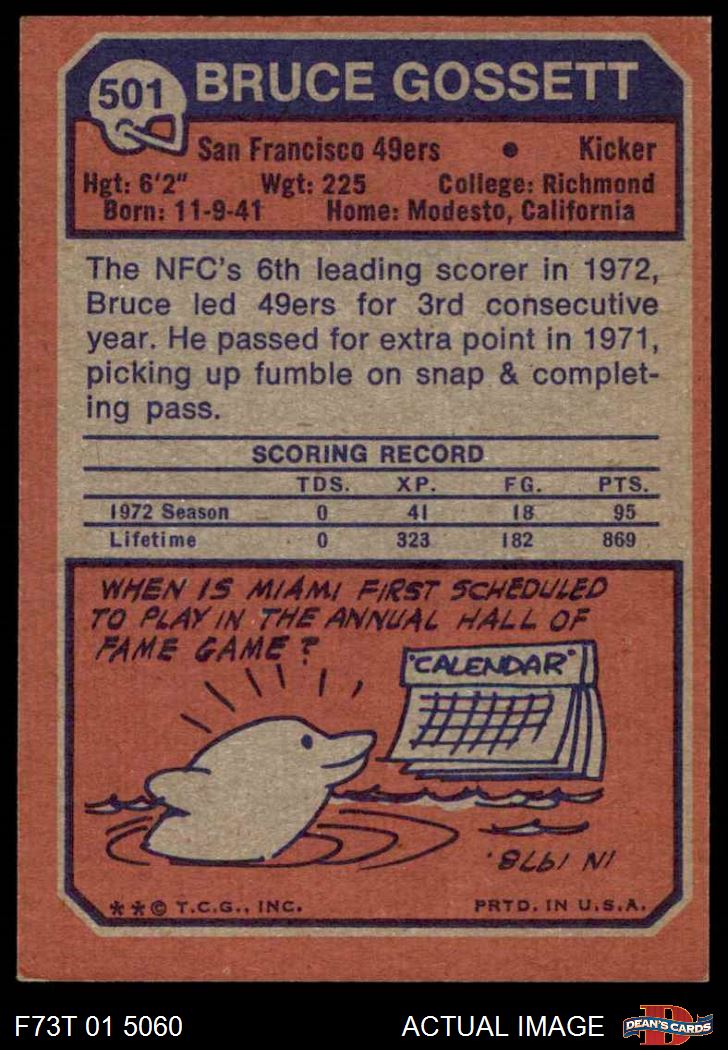 501
BRUCE GOSSETT
San Francisco 49ers • Kicker
Hgt: 6'2" Wgt: 225 College: Richmond
Born: 11-9-41 Home: Modesto, California
The NFC's 6th leading scorer in 1972,
Bruce led 49ers for 3rd consecutive
year. He passed for extra point in 1971,
picking up fumble on snap & complet-
ing pass.
SCORING RECORD
TDS. XP. FG. PTS.
1972 Season 0 41 18 95
Lifetime 0 323 182 869
WHEN IS MIAMI FIRST SCHEDULED
TO PLAY IN THE ANNUAL HALL OF
FAME GAME?
"CALENDAR"
IN 1978.
** © T.C.G., INC. PRTD. IN U.S.A.
F73T 01 5060 ACTUAL IMAGE D DEAN'S CARDS